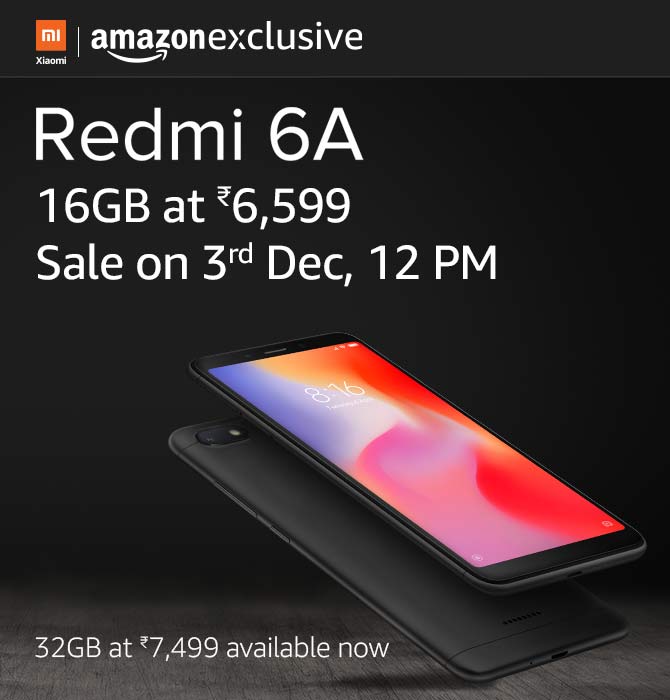 mi
Xiaomi
amazonexclusive
Redmi 6A
16GB at ₹6,599
Sale on 3rd Dec, 12 PM
8:16
32GB at ₹7,499 available now